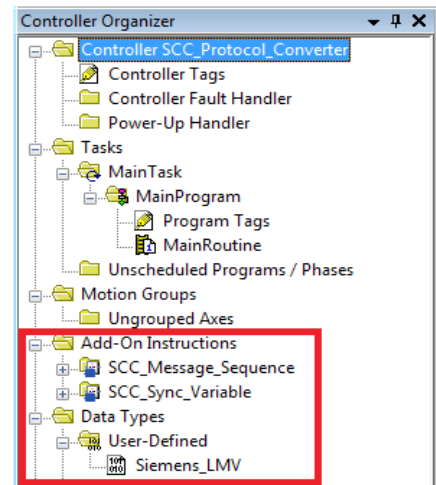 Controller Organizer
Controller SCC_Protocol_Converter
Controller Tags
Controller Fault Handler
Power-Up Handler
Tasks
MainTask
MainProgram
Program Tags
MainRoutine
Unscheduled Programs / Phases
Motion Groups
Ungrouped Axes
Add-On Instructions
SCC_Message_Sequence
SCC_Sync_Variable
Data Types
User-Defined
Siemens_LMV